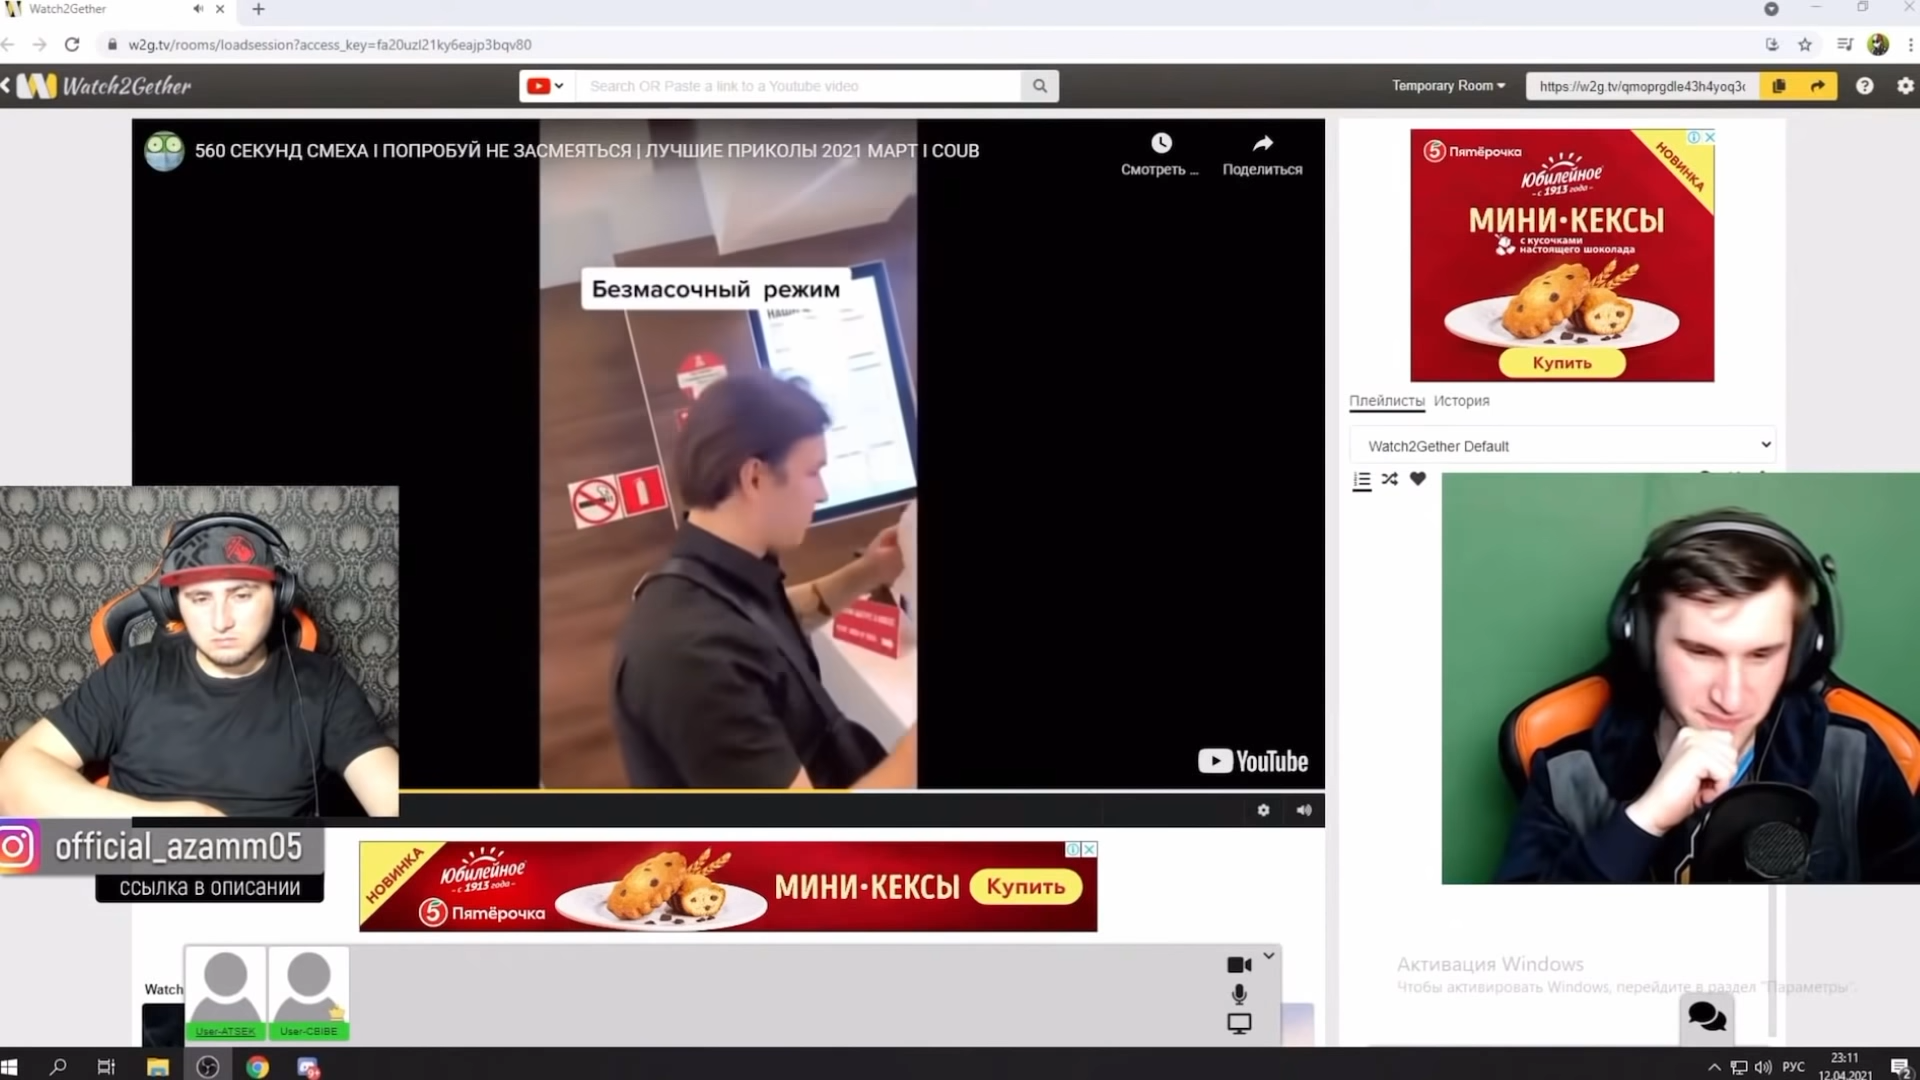 Watch2Gether
w2g.tv/rooms/loadsession?access_key=fa20uzl21ky6eajp3bqv80
Watch2Gether
Search OR Paste a link to a Youtube video
Temporary Room
https://w2g.tv/qmoprgdle43h4yoq3c
560 СЕКУНД СМЕХА I ПОПРОБУЙ НЕ ЗАСМЕЯТЬСЯ | ЛУЧШИЕ ПРИКОЛЫ 2021 МАРТ I COUB
Смотреть ...
Поделиться
Безмасочный режим
YouTube
5 Пятёрочка
НОВИНКА
Юбилейное
с 1913 года
МИНИ•КЕКСЫ
с кусочками
настоящего шоколада
Купить
Плейлисты История
Watch2Gether Default
official_azamm05
ссылка в описании
НОВИНКА
Юбилейное
с 1913 года
5 Пятёрочка
МИНИ•КЕКСЫ
Купить
Watch
User-ATSEK
User-CBIBE
Активация Windows
Чтобы активировать Windows, перейдите в раздел "Параметры".
РУС
23:11
12.04.2021
2